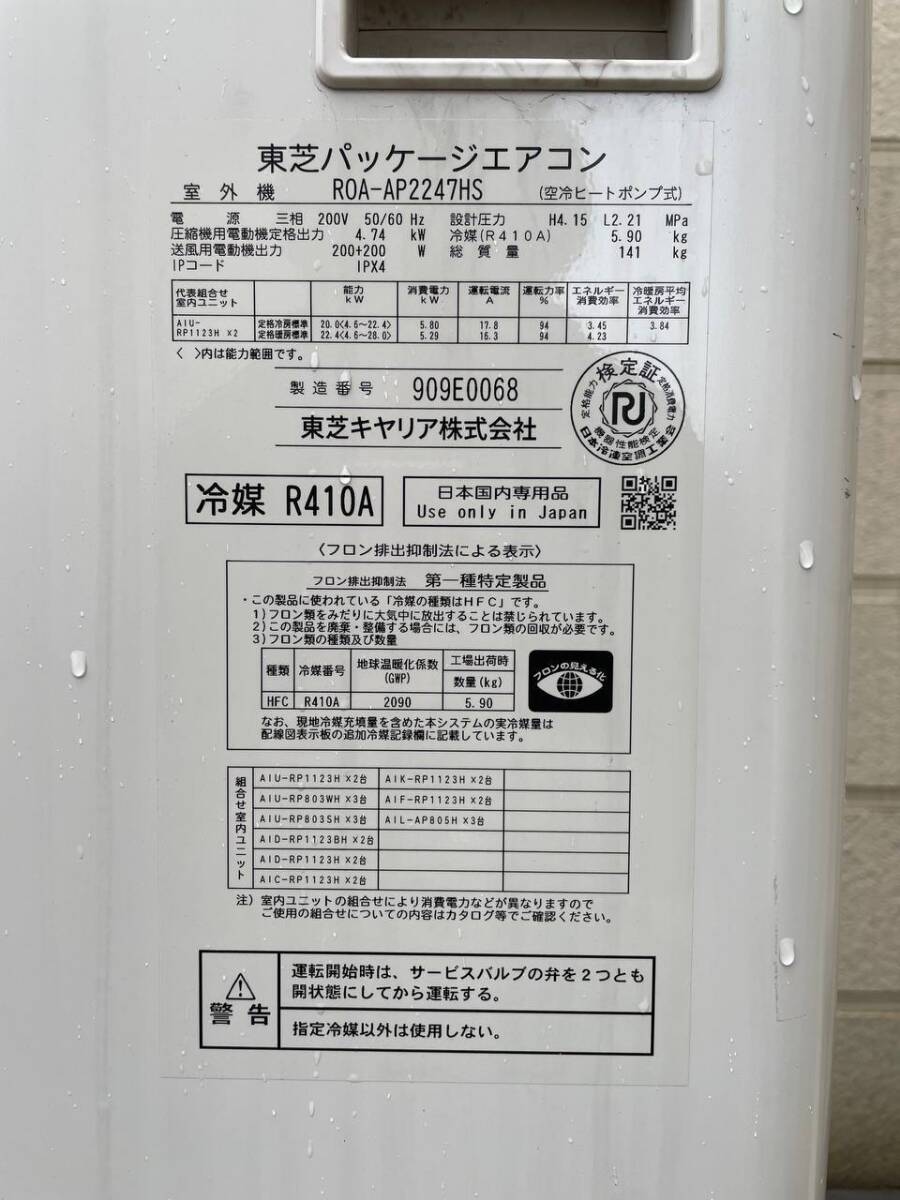 東芝パッケージエアコン
室外機 ROA-AP2247HS (空冷ヒートポンプ式)
電源 三相 200V 50/60 Hz 設計圧力 H4.15 L2.21 MPa
圧縮機用電動機定格出力 4.74 kW 冷媒(R410A) 5.90 kg
送風用電動機出力 200+200 W 総質量 141 kg
IPコード IPX4
代表組合せ室内ユニット 能力 kW 消費電力 kW 運転電流 A 運転力率 % エネルギー消費効率 冷暖房平均エネルギー消費効率
AIU-RP1123H ×2 定格冷房標準 20.0<4.6~22.4> 5.80 17.8 94 3.45 3.84
定格暖房標準 22.4<4.6~28.0> 5.29 16.3 94 4.23
〈 〉内は能力範囲です。
製造番号 909E0068
東芝キヤリア株式会社
検定証
定格能力
定格消費電力
機器性能検定
日本冷凍空調工業会
冷媒 R410A
日本国内専用品
Use only in Japan
〈フロン排出抑制法による表示〉
フロン排出抑制法 第一種特定製品
・この製品に使われている「冷媒の種類はHFC」です。
1)フロン類をみだりに大気中に放出することは禁じられています。
2)この製品を廃棄・整備する場合には、フロン類の回収が必要です。
3)フロン類の種類及び数量
種類 冷媒番号 地球温暖化係数(GWP) 工場出荷時数量(kg)
HFC R410A 2090 5.90
フロンの見える化
なお、現地冷媒充填量を含めた本システムの実冷媒量は
配線図表示板の追加冷媒記録欄に記載しています。
組合せ室内ユニット
AIU-RP1123H ×2台 AIK-RP1123H ×2台
AIU-RP803WH ×3台 AIF-RP1123H ×2台
AIU-RP803SH ×3台 AIL-AP805H ×3台
AID-RP1123BH ×2台
AID-RP1123H ×2台
AIC-RP1123H ×2台
注) 室内ユニットの組合せにより消費電力などが異なりますので
ご使用の組合せについての内容はカタログ等でご確認ください。
警告
運転開始時は、サービスバルブの弁を2つとも
開状態にしてから運転する。
指定冷媒以外は使用しない。